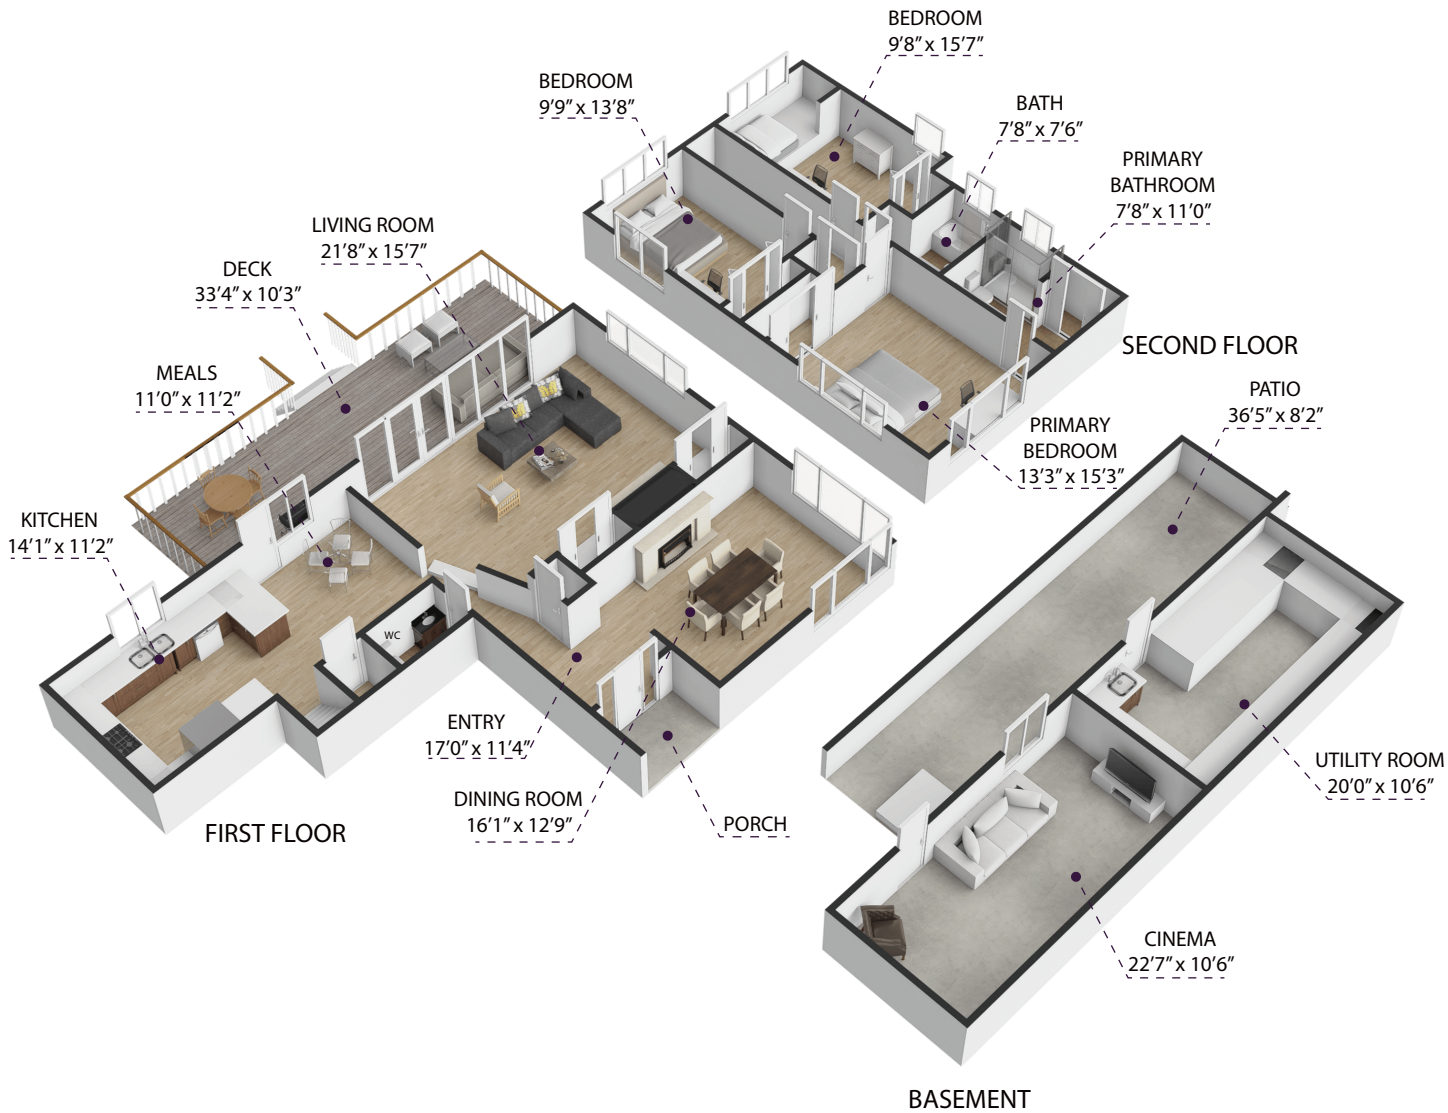 BEDROOM
9’8” x 15’7”
BEDROOM
9’9” x 13’8”
BATH
7’8” x 7’6”
PRIMARY
BATHROOM
7’8” x 11’0”
LIVING ROOM
21’8” x 15’7”
DECK
33’4” x 10’3”
SECOND FLOOR
MEALS
11’0” x 11’2”
PATIO
36’5” x 8’2”
PRIMARY
BEDROOM
13’3” x 15’3”
KITCHEN
14’1” x 11’2”
WC
ENTRY
17’0” x 11’4”
UTILITY ROOM
20’0” x 10’6”
DINING ROOM
16’1” x 12’9”
PORCH
FIRST FLOOR
CINEMA
22’7” x 10’6”
BASEMENT